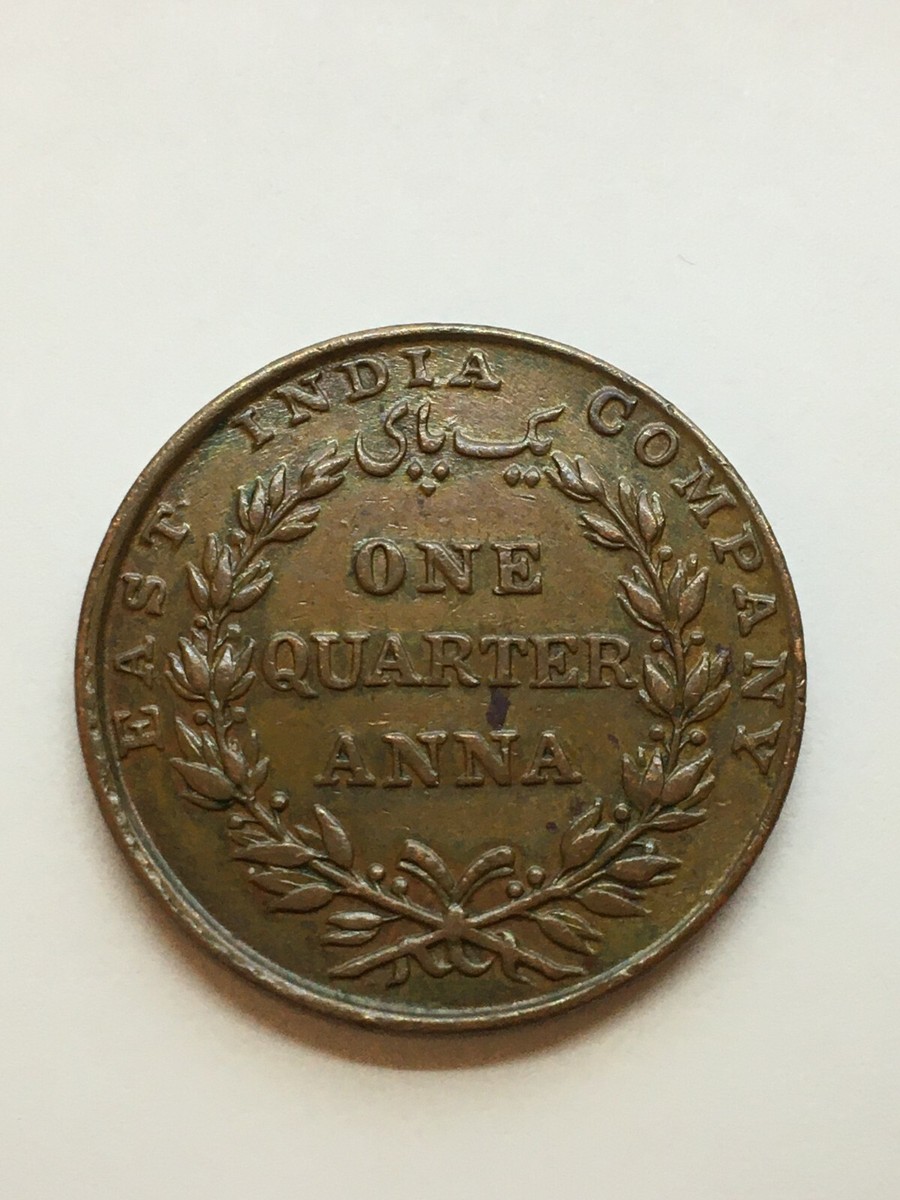 EAST INDIA COMPANY
یک پای
ONE
QUARTER
ANNA